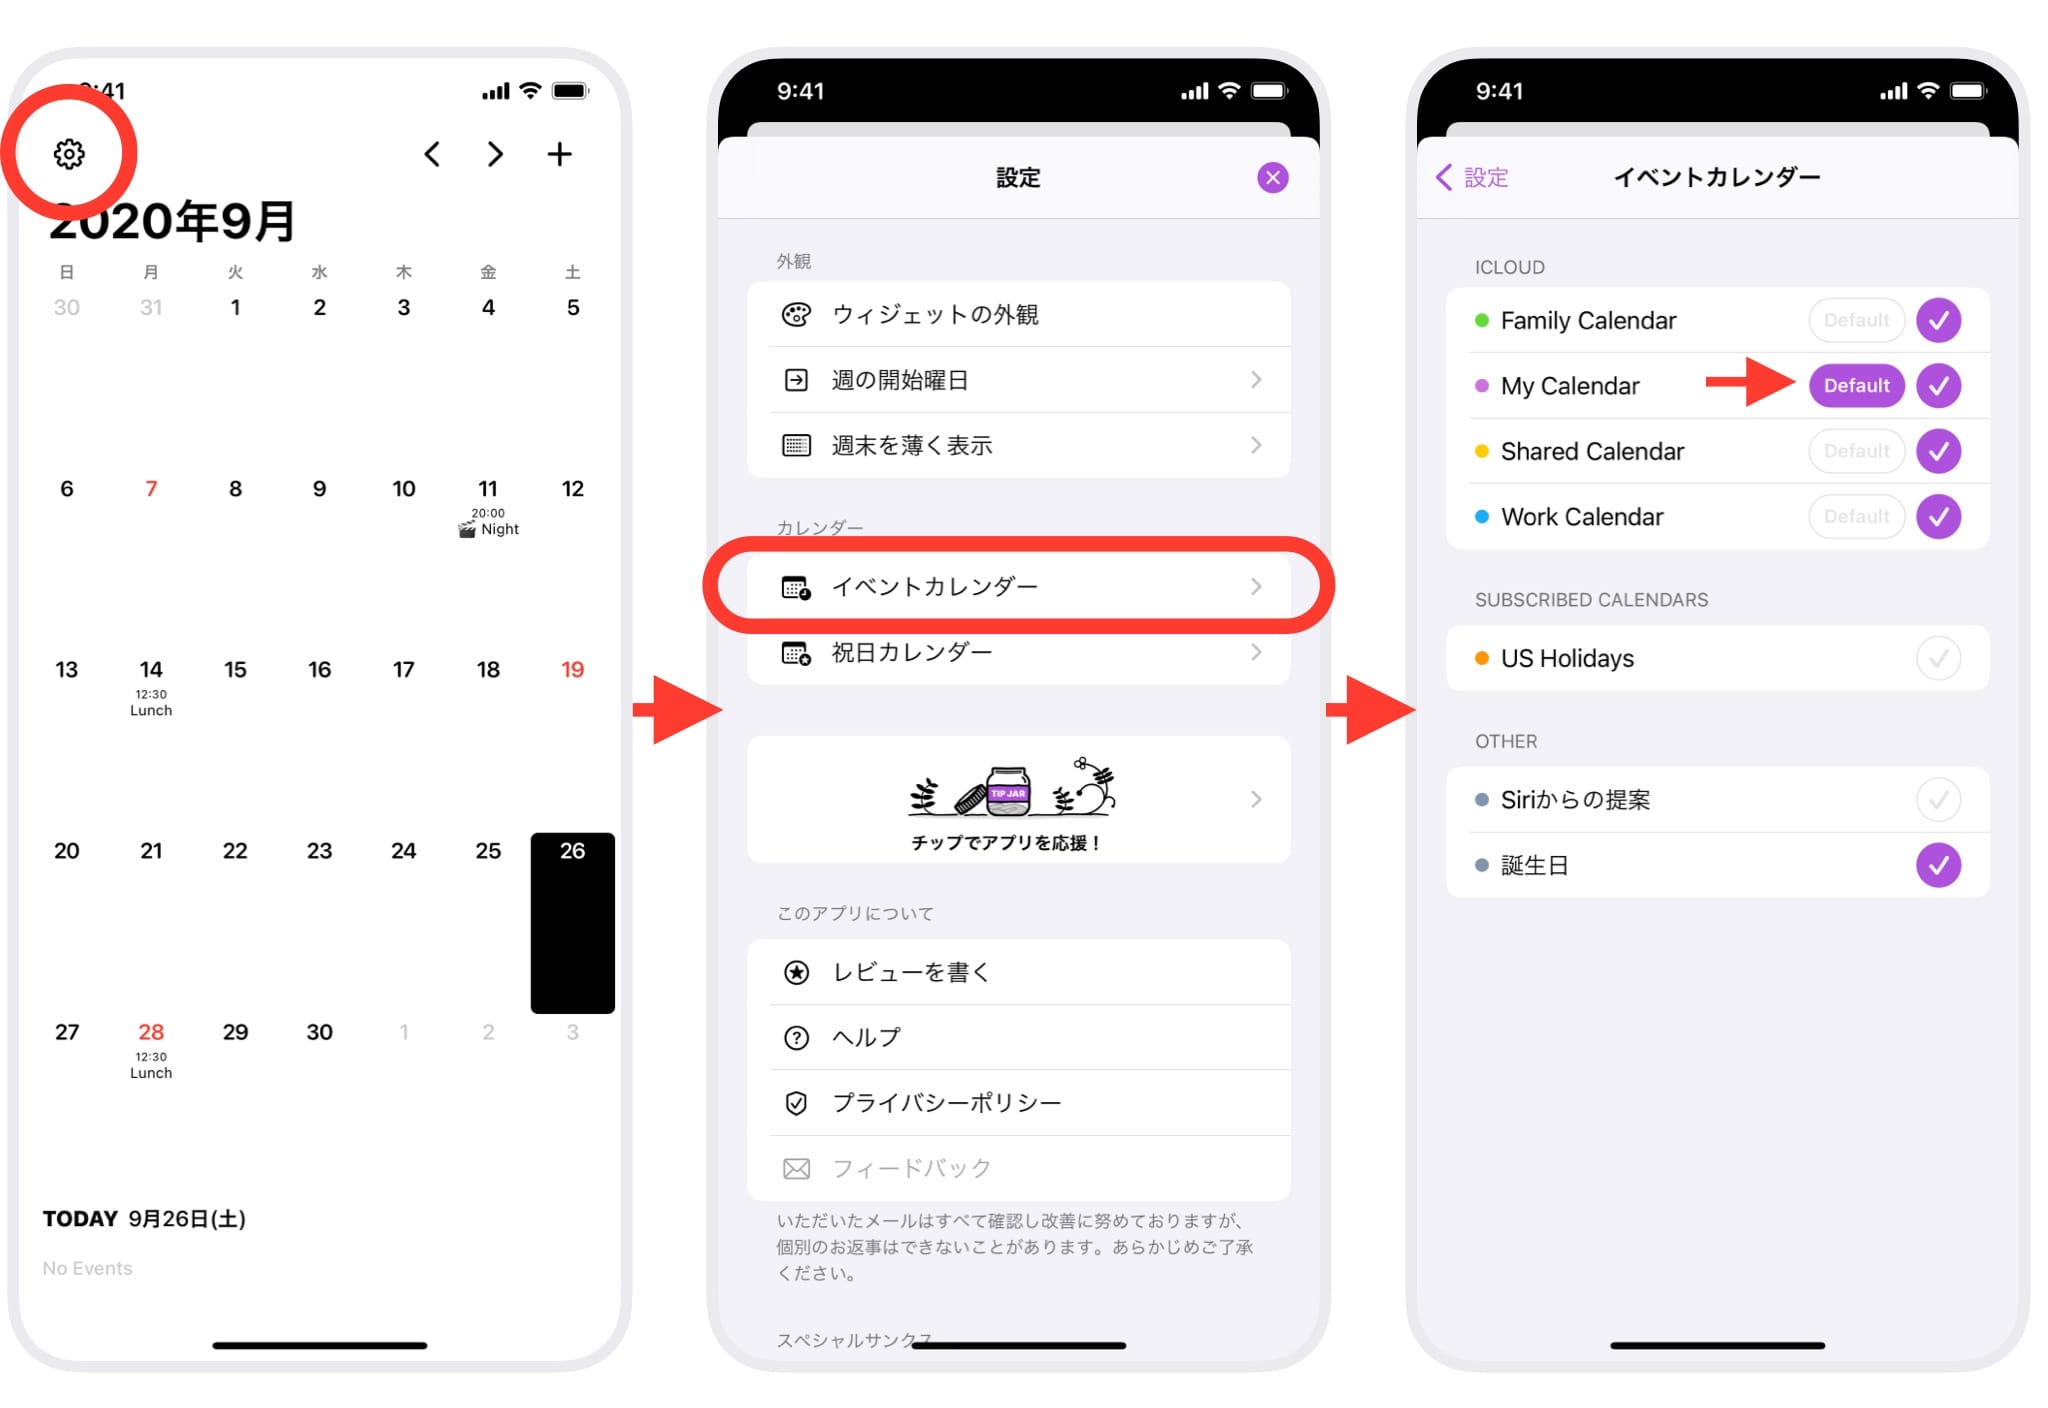 9:41
2020年9月
日 月 火 水 木 金 土
30 31 1 2 3 4 5
6 7 8 9 10 11 12
20:00
Night
13 14 15 16 17 18 19
12:30
Lunch
20 21 22 23 24 25 26
27 28 29 30 1 2 3
12:30
Lunch
TODAY 9月26日(土)
No Events
9:41
設定
外観
ウィジェットの外観
週の開始曜日
週末を薄く表示
カレンダー
イベントカレンダー
祝日カレンダー
TIP JAR
チップでアプリを応援！
このアプリについて
レビューを書く
ヘルプ
プライバシーポリシー
フィードバック
いただいたメールはすべて確認し改善に努めておりますが、
個別のお返事はできないことがあります。あらかじめご了承
ください。
スペシャルサンクス
9:41
設定 イベントカレンダー
ICLOUD
Family Calendar Default
My Calendar Default
Shared Calendar Default
Work Calendar Default
SUBSCRIBED CALENDARS
US Holidays
OTHER
Siriからの提案
誕生日